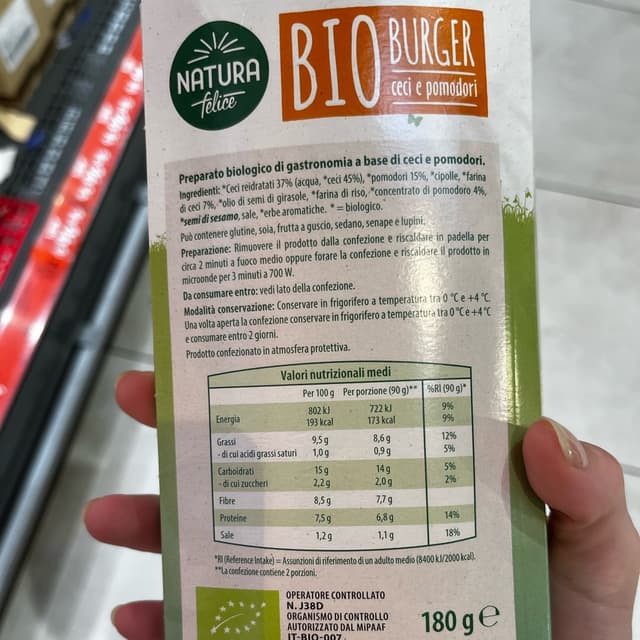 NATURA
felice
BIO
BURGER
ceci e pomodori
Preparato biologico di gastronomia a base di ceci e pomodori.
Ingredienti: *Ceci reidratati 37% (acqua, *ceci 45%), *pomodori 15%, *cipolle, *farina
di ceci 7%, *olio di semi di girasole, *farina di riso, *concentrato di pomodoro 4%,
*semi di sesamo, sale, *erbe aromatiche. * = biologico.
Può contenere glutine, soia, frutta a guscio, sedano, senape e lupini.
Preparazione: Rimuovere il prodotto dalla confezione e riscaldare in padella per
circa 2 minuti a fuoco medio oppure forare la confezione e riscaldare il prodotto in
microonde per 3 minuti a 700 W.
Da consumare entro: vedi lato della confezione.
Modalità conservazione: Conservare in frigorifero a temperatura tra 0 °C e +4 °C.
Una volta aperta la confezione conservare in frigorifero a temperatura tra 0 °C e +4 °C
e consumare entro 2 giorni.
Prodotto confezionato in atmosfera protettiva.
Valori nutrizionali medi
Per 100 g Per porzione (90 g)** %RI (90 g)*
Energia 802 kJ 722 kJ 9%
193 kcal 173 kcal 9%
Grassi 9,5 g 8,6 g 12%
- di cui acidi grassi saturi 1,0 g 0,9 g 5%
Carboidrati 15 g 14 g 5%
- di cui zuccheri 2,2 g 2,0 g 2%
Fibre 8,5 g 7,7 g
Proteine 7,5 g 6,8 g 14%
Sale 1,2 g 1,1 g 18%
*RI (Reference Intake) = Assunzioni di riferimento di un adulto medio (8400 kJ/2000 kcal).
**La confezione contiene 2 porzioni.
OPERATORE CONTROLLATO
N. J38D
ORGANISMO DI CONTROLLO
AUTORIZZATO DAL MiPAAF
IT-BIO-007
180 g e